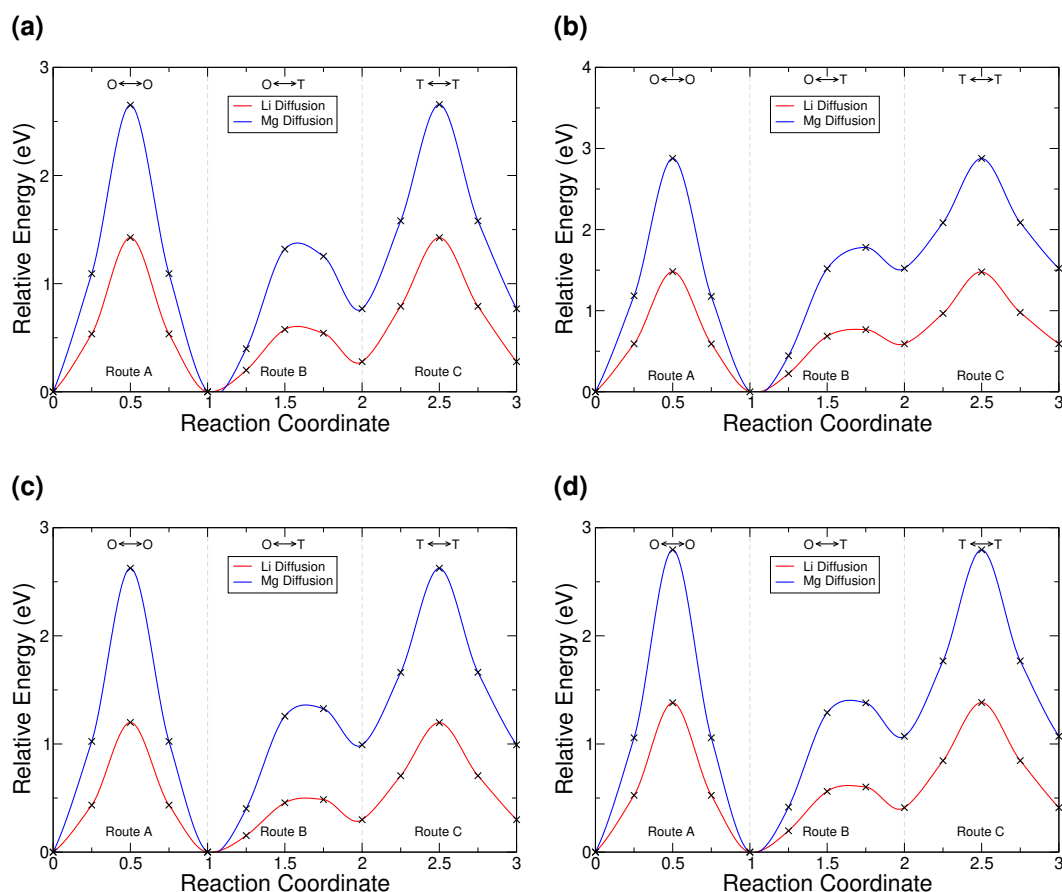 (a)
3
2
1
0
Relative Energy (eV)
O⟷O
O⟷T
T⟷T
Li Diffusion
Mg Diffusion
Route A
Route B
Route C
0
0.5
1
1.5
2
2.5
3
Reaction Coordinate
(b)
4
3
2
1
0
Relative Energy (eV)
O⟷O
O⟷T
T⟷T
Li Diffusion
Mg Diffusion
Route A
Route B
Route C
0
0.5
1
1.5
2
2.5
3
Reaction Coordinate
(c)
3
2
1
0
Relative Energy (eV)
O⟷O
O⟷T
T⟷T
Li Diffusion
Mg Diffusion
Route A
Route B
Route C
0
0.5
1
1.5
2
2.5
3
Reaction Coordinate
(d)
3
2
1
0
Relative Energy (eV)
O⟷O
O⟷T
T⟷T
Li Diffusion
Mg Diffusion
Route A
Route B
Route C
0
0.5
1
1.5
2
2.5
3
Reaction Coordinate